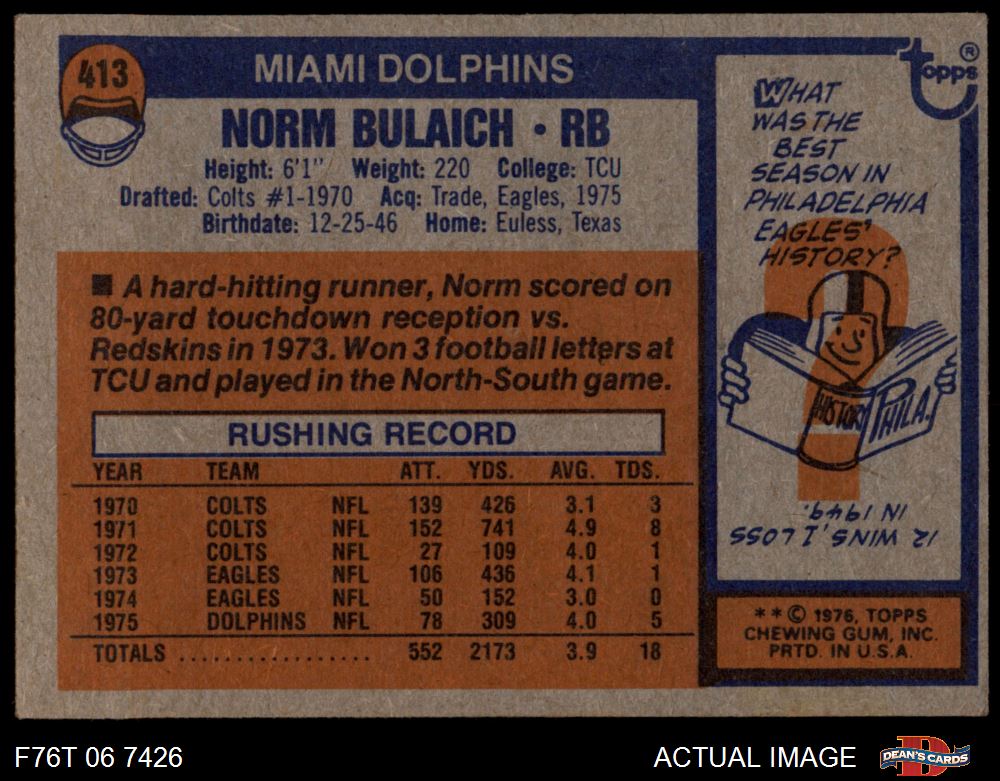 413
MIAMI DOLPHINS
NORM BULAICH • RB
Height: 6'1" Weight: 220 College: TCU
Drafted: Colts #1-1970 Acq: Trade, Eagles, 1975
Birthdate: 12-25-46 Home: Euless, Texas
■ A hard-hitting runner, Norm scored on
80-yard touchdown reception vs.
Redskins in 1973. Won 3 football letters at
TCU and played in the North-South game.
RUSHING RECORD
YEAR TEAM ATT. YDS. AVG. TDS.
1970 COLTS NFL 139 426 3.1 3
1971 COLTS NFL 152 741 4.9 8
1972 COLTS NFL 27 109 4.0 1
1973 EAGLES NFL 106 436 4.1 1
1974 EAGLES NFL 50 152 3.0 0
1975 DOLPHINS NFL 78 309 4.0 5
TOTALS .................. 552 2173 3.9 18
topps®
WHAT
WAS THE
BEST
SEASON IN
PHILADELPHIA
EAGLES'
HISTORY?
HISTORY PHILA.
12 WINS, 1 LOSS
IN 1949.
**© 1976, TOPPS
CHEWING GUM, INC.
PRTD. IN U.S.A.
F76T 06 7426
ACTUAL IMAGE
D
DEAN'S CARDS